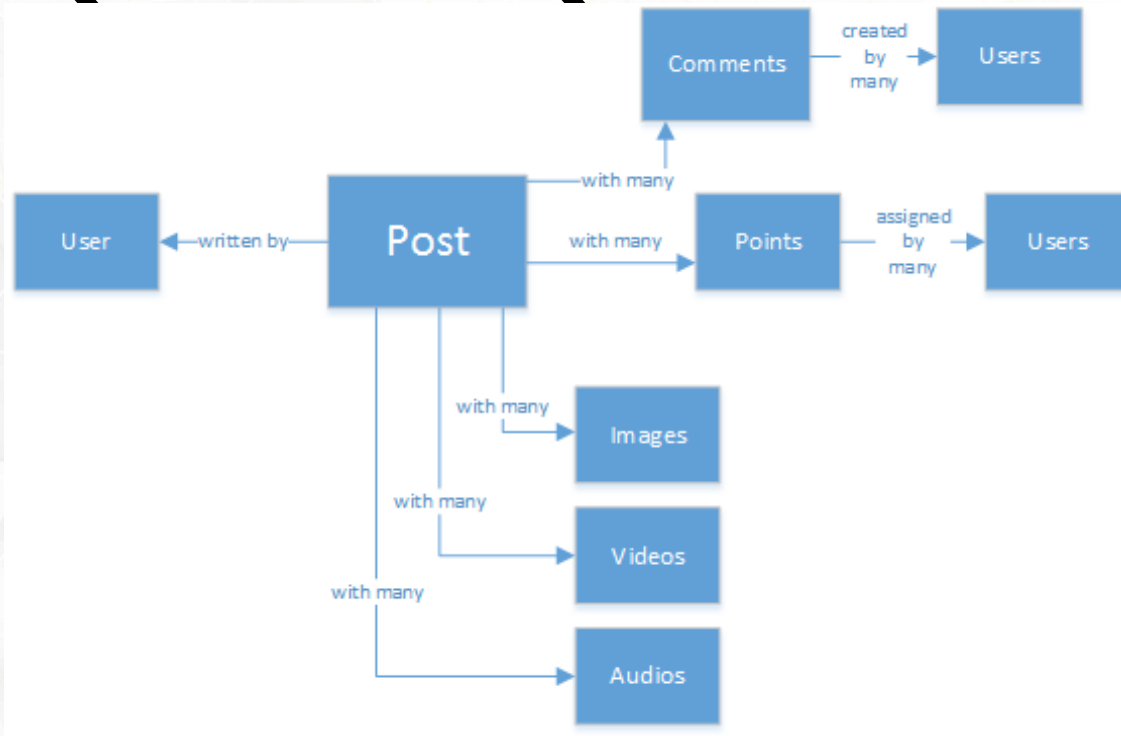 created
by
many
Comments
Users
with many
User
written by
Post
with many
Points
assigned
by
many
Users
with many
Images
with many
Videos
with many
Audios